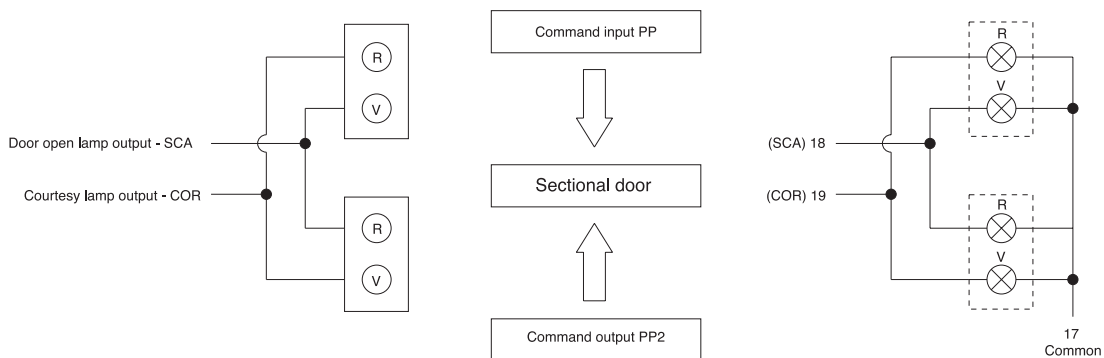 R
V
Door open lamp output - SCA
Courtesy lamp output - COR
R
V
Command input PP
Sectional door
Command output PP2
R
V
(SCA) 18
(COR) 19
R
V
17
Common